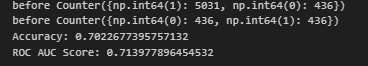 before Counter({np.int64(1): 5031, np.int64(0): 436})
before Counter({np.int64(0): 436, np.int64(1): 436})
Accuracy: 0.7022677395757132
ROC AUC Score: 0.713977896454532